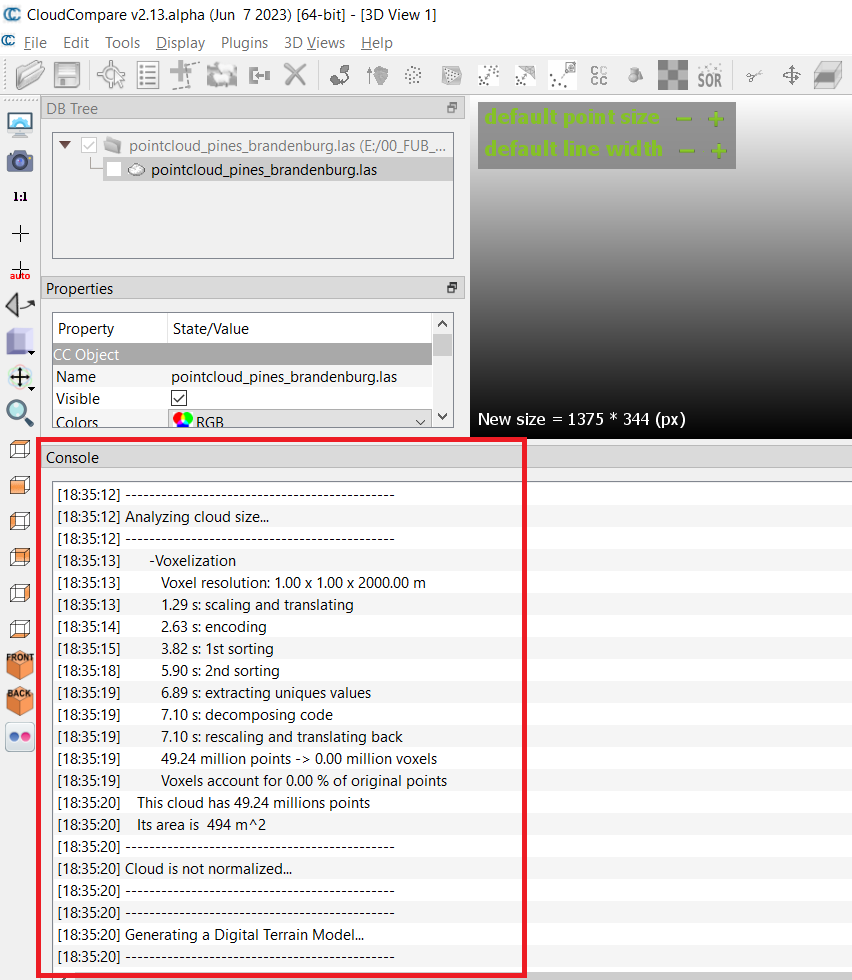 CloudCompare v2.13.alpha (Jun 7 2023) [64-bit] - [3D View 1]
File Edit Tools Display Plugins 3D Views Help
CC
CC
SOR
DB Tree
default point size − +
default line width − +
pointcloud_pines_brandenburg.las (E:/00_FUB_...
pointcloud_pines_brandenburg.las
1:1
auto
Properties
Property State/Value
CC Object
Name pointcloud_pines_brandenburg.las
Visible
Colors RGB
New size = 1375 * 344 (px)
FRONT
BACK
Console
[18:35:12] ---------------------------------------------
[18:35:12] Analyzing cloud size...
[18:35:12] ---------------------------------------------
[18:35:13] -Voxelization
[18:35:13] Voxel resolution: 1.00 x 1.00 x 2000.00 m
[18:35:13] 1.29 s: scaling and translating
[18:35:14] 2.63 s: encoding
[18:35:15] 3.82 s: 1st sorting
[18:35:18] 5.90 s: 2nd sorting
[18:35:19] 6.89 s: extracting uniques values
[18:35:19] 7.10 s: decomposing code
[18:35:19] 7.10 s: rescaling and translating back
[18:35:19] 49.24 million points -> 0.00 million voxels
[18:35:19] Voxels account for 0.00 % of original points
[18:35:20] This cloud has 49.24 millions points
[18:35:20] Its area is 494 m^2
[18:35:20] ---------------------------------------------
[18:35:20] Cloud is not normalized...
[18:35:20] ---------------------------------------------
[18:35:20] ---------------------------------------------
[18:35:20] Generating a Digital Terrain Model...
[18:35:20] ---------------------------------------------